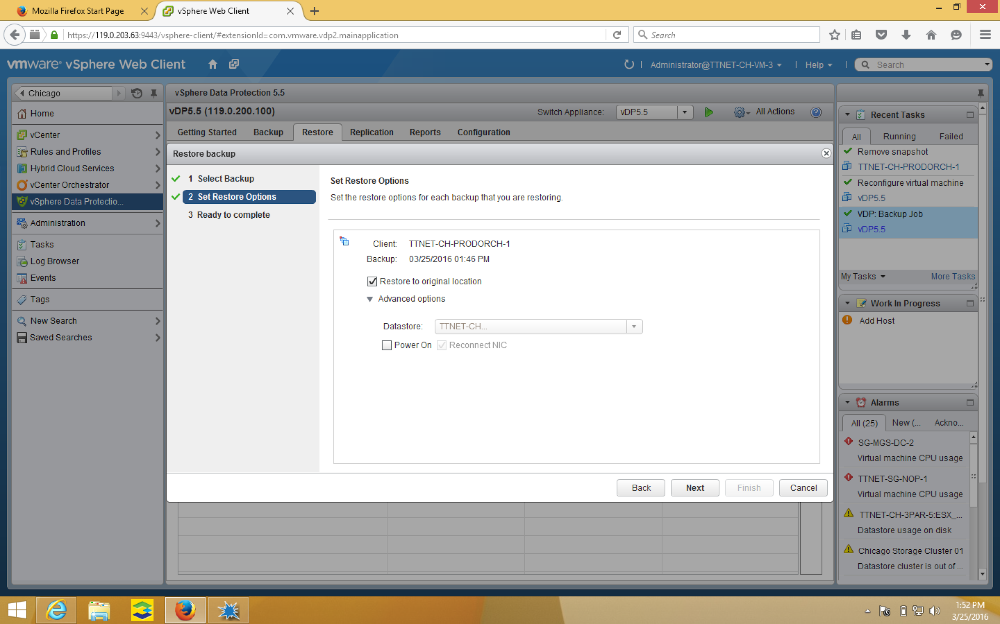 Mozilla Firefox Start Page
vSphere Web Client
https://119.0.203.63:9443/vsphere-client/#extensionId=com.vmware.vdp2.mainapplication
Search
vmware® vSphere Web Client
Administrator@TTNET-CH-VM-3
Help
Search
Chicago
Home
vCenter
Rules and Profiles
Hybrid Cloud Services
vCenter Orchestrator
vSphere Data Protectio...
Administration
Tasks
Log Browser
Events
Tags
New Search
Saved Searches
vSphere Data Protection 5.5
vDP5.5 (119.0.200.100)
Switch Appliance:
vDP5.5
All Actions
Getting Started
Backup
Restore
Replication
Reports
Configuration
Restore backup
1 Select Backup
2 Set Restore Options
3 Ready to complete
Set Restore Options
Set the restore options for each backup that you are restoring.
Client: TTNET-CH-PRODORCH-1
Backup: 03/25/2016 01:46 PM
Restore to original location
Advanced options
Datastore: TTNET-CH...
Power On
Reconnect NIC
Back
Next
Finish
Cancel
Recent Tasks
All
Running
Failed
Remove snapshot
TTNET-CH-PRODORCH-1
Reconfigure virtual machine
vDP5.5
VDP: Backup Job
vDP5.5
My Tasks
More Tasks
Work In Progress
Add Host
Alarms
All (25)
New (...
Ackno...
SG-MGS-DC-2
Virtual machine CPU usage
TTNET-SG-NOP-1
Virtual machine CPU usage
TTNET-CH-3PAR-5:ESX_...
Datastore usage on disk
Chicago Storage Cluster 01
Datastore cluster is out of ...
1:52 PM
3/25/2016